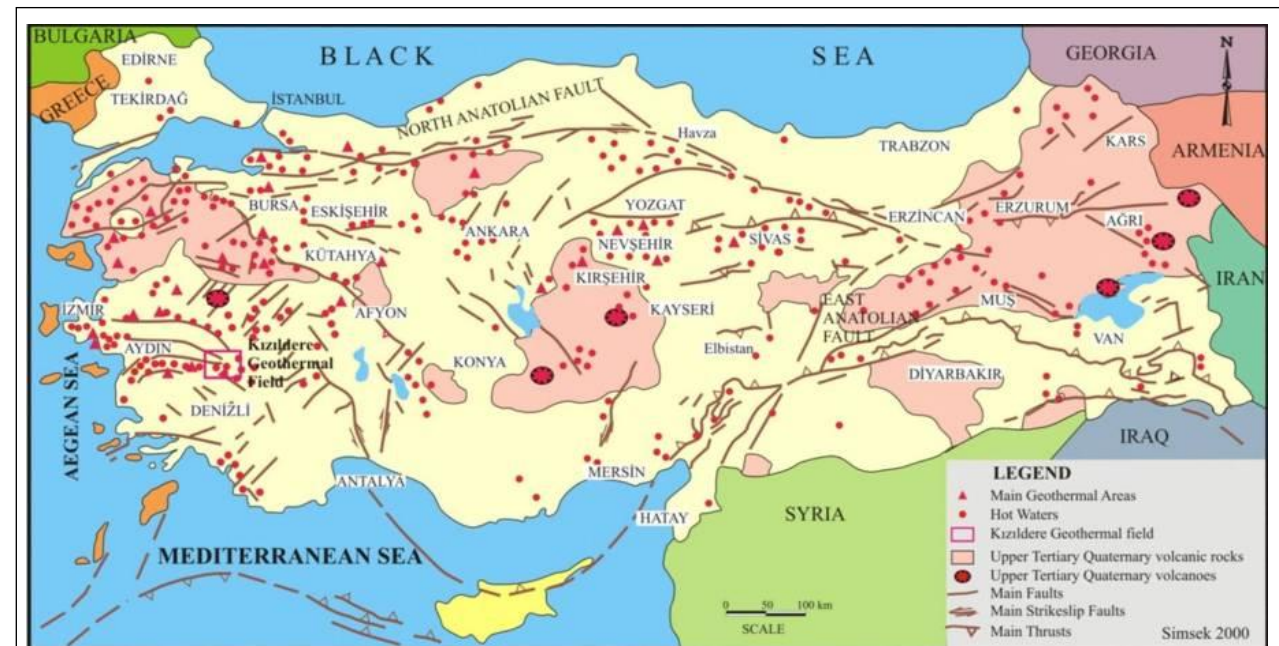 BULGARIA
BLACK SEA
GEORGIA
N
EDİRNE
GREECE
TEKİRDAĞ
İSTANBUL
NORTH ANATOLIAN FAULT
Havza
TRABZON
KARS
ARMENIA
BURSA
ESKİŞEHİR
ANKARA
YOZGAT
ERZİNCAN
ERZURUM
AĞRI
KÜTAHYA
NEVŞEHİR
SİVAS
KIRŞEHİR
IRAN
İZMİR
AFYON
KAYSERİ
EAST
ANATOLIAN
FAULT
MUŞ
VAN
AYDIN
Kızıldere
Geothermal
Field
KONYA
Elbistan
DİYARBAKIR
DENİZLİ
AEGEAN SEA
IRAQ
ANTALYA
MERSİN
HATAY
SYRIA
MEDITERRANEAN SEA
LEGEND
Main Geothermal Areas
Hot Waters
Kızıldere Geothermal field
Upper Tertiary Quaternary volcanic rocks
Upper Tertiary Quaternary volcanoes
Main Faults
Main Strikeslip Faults
Main Thrusts
Simsek 2000
0 50 100 km
SCALE